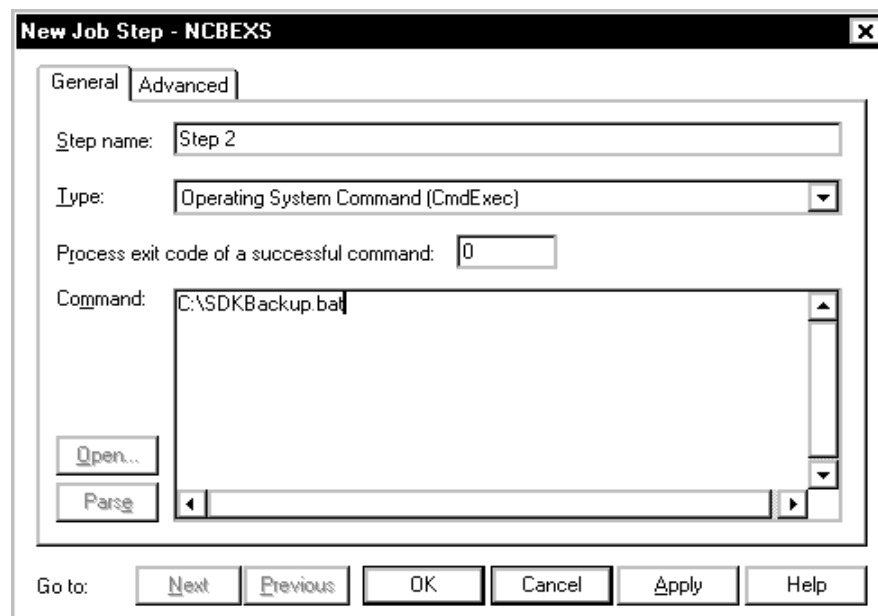 New Job Step - NCBEXS
General Advanced
Step name: Step 2
Type: Operating System Command (CmdExec)
Process exit code of a successful command: 0
Command: C:\SDKBackup.bat
Open...
Parse
Go to: Next Previous OK Cancel Apply Help